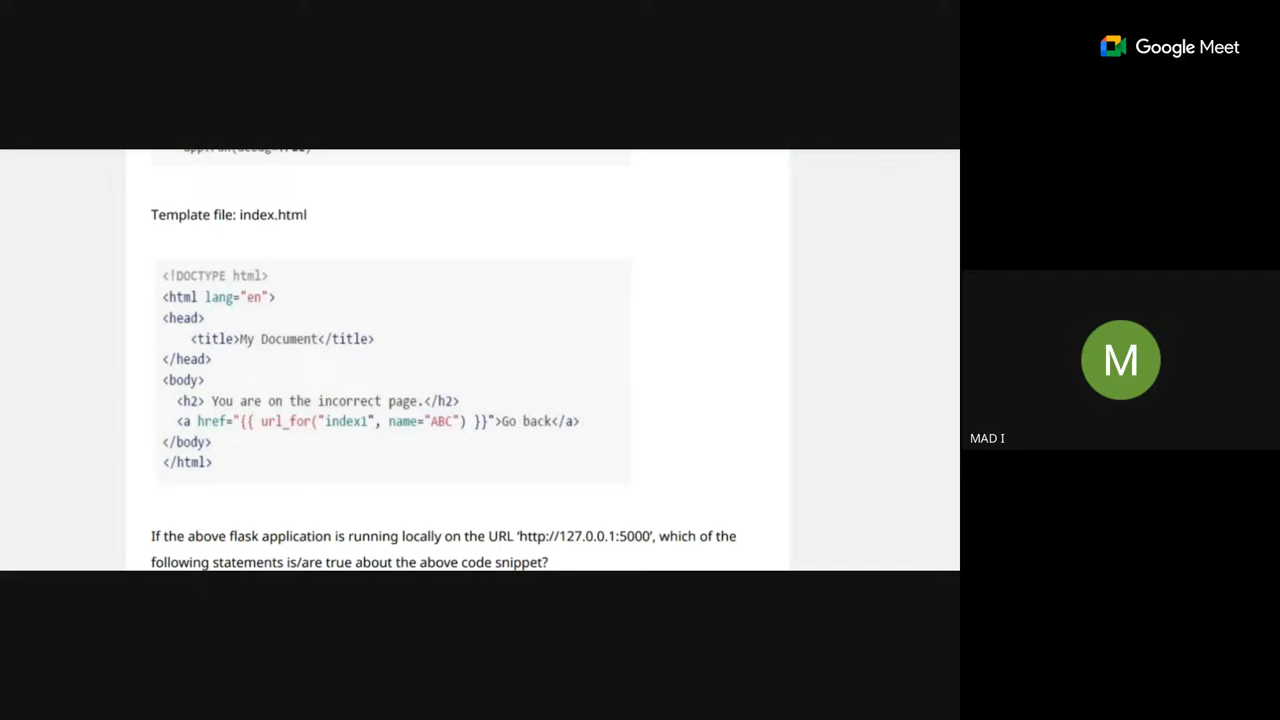 Google Meet
Template file: index.html
<!DOCTYPE html>
<html lang="en">
<head>
<title>My Document</title>
</head>
<body>
<h2> You are on the incorrect page.</h2>
<a href="{{ url_for("index1", name="ABC") }}">Go back</a>
</body>
</html>
If the above flask application is running locally on the URL ‘http://127.0.0.1:5000’, which of the
following statements is/are true about the above code snippet?
M
MAD I